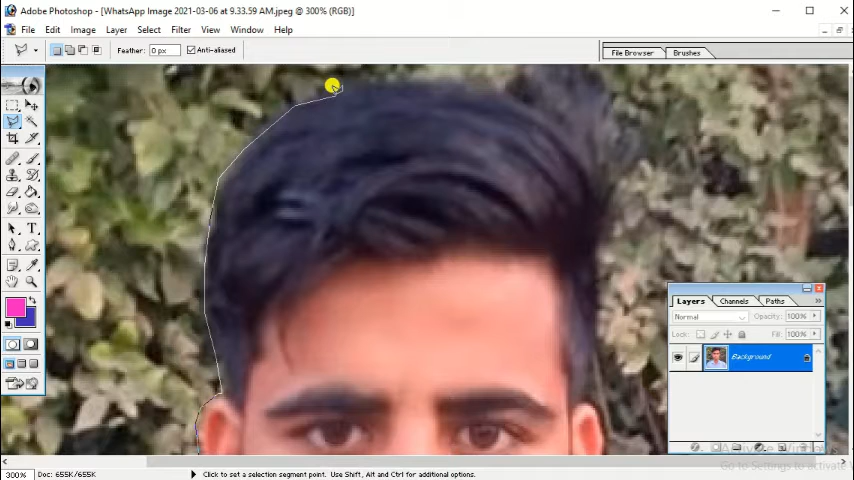 Adobe Photoshop - [WhatsApp Image 2021-03-06 at 9.33.59 AM.jpeg @ 300% (RGB)]
File Edit Image Layer Select Filter View Window Help
Feather: 0 px Anti-aliased File Browser Brushes
Layers Channels Paths
Normal Opacity: 100%
Lock: Fill: 100%
Background
Activate Windows
Go to Settings to activate
300% Doc: 655K/655K Click to set a selection segment point. Use Shift, Alt and Ctrl for additional options.